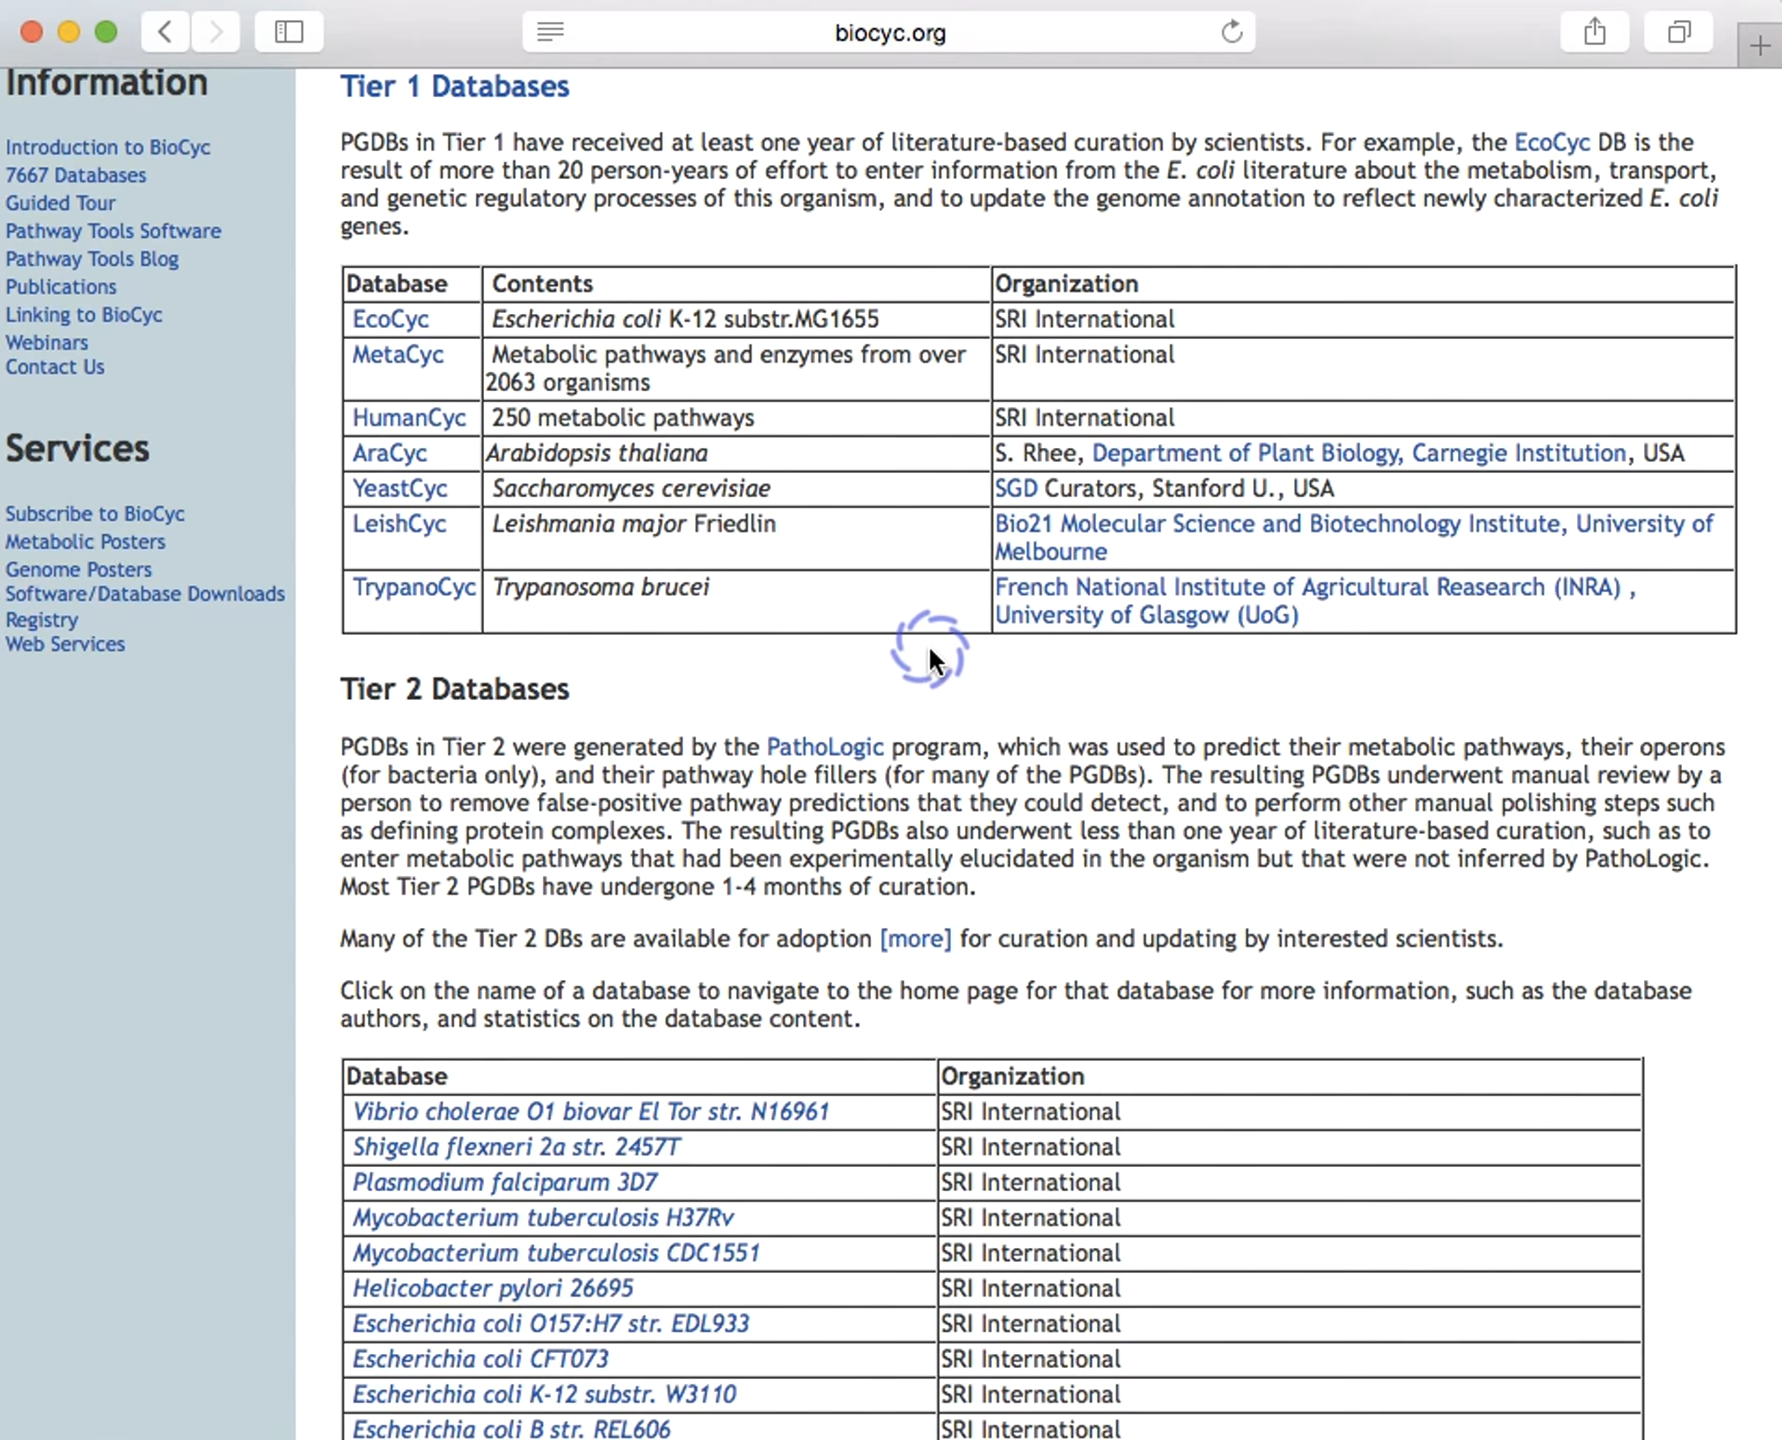 biocyc.org
Information
Introduction to BioCyc
7667 Databases
Guided Tour
Pathway Tools Software
Pathway Tools Blog
Publications
Linking to BioCyc
Webinars
Contact Us
Services
Subscribe to BioCyc
Metabolic Posters
Genome Posters
Software/Database Downloads
Registry
Web Services
Tier 1 Databases
PGDBs in Tier 1 have received at least one year of literature-based curation by scientists. For example, the EcoCyc DB is the
result of more than 20 person-years of effort to enter information from the E. coli literature about the metabolism, transport,
and genetic regulatory processes of this organism, and to update the genome annotation to reflect newly characterized E. coli
genes.
Database Contents Organization
EcoCyc Escherichia coli K-12 substr.MG1655 SRI International
MetaCyc Metabolic pathways and enzymes from over SRI International
2063 organisms
HumanCyc 250 metabolic pathways SRI International
AraCyc Arabidopsis thaliana S. Rhee, Department of Plant Biology, Carnegie Institution, USA
YeastCyc Saccharomyces cerevisiae SGD Curators, Stanford U., USA
LeishCyc Leishmania major Friedlin Bio21 Molecular Science and Biotechnology Institute, University of
Melbourne
TrypanoCyc Trypanosoma brucei French National Institute of Agricultural Reasearch (INRA) ,
University of Glasgow (UoG)
Tier 2 Databases
PGDBs in Tier 2 were generated by the PathoLogic program, which was used to predict their metabolic pathways, their operons
(for bacteria only), and their pathway hole fillers (for many of the PGDBs). The resulting PGDBs underwent manual review by a
person to remove false-positive pathway predictions that they could detect, and to perform other manual polishing steps such
as defining protein complexes. The resulting PGDBs also underwent less than one year of literature-based curation, such as to
enter metabolic pathways that had been experimentally elucidated in the organism but that were not inferred by PathoLogic.
Most Tier 2 PGDBs have undergone 1-4 months of curation.
Many of the Tier 2 DBs are available for adoption [more] for curation and updating by interested scientists.
Click on the name of a database to navigate to the home page for that database for more information, such as the database
authors, and statistics on the database content.
Database Organization
Vibrio cholerae O1 biovar El Tor str. N16961 SRI International
Shigella flexneri 2a str. 2457T SRI International
Plasmodium falciparum 3D7 SRI International
Mycobacterium tuberculosis H37Rv SRI International
Mycobacterium tuberculosis CDC1551 SRI International
Helicobacter pylori 26695 SRI International
Escherichia coli O157:H7 str. EDL933 SRI International
Escherichia coli CFT073 SRI International
Escherichia coli K-12 substr. W3110 SRI International
Escherichia coli B str. REL606 SRI International